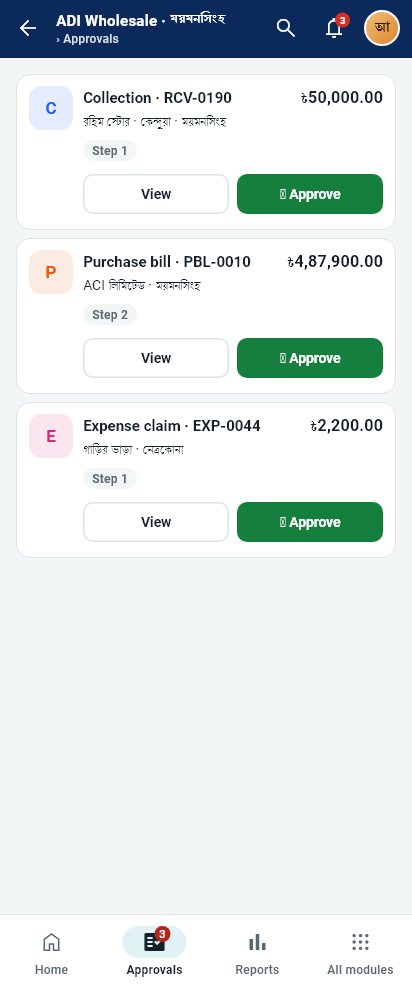 ADI Wholesale · ময়মনসিংহ
› Approvals
3
আ
C
Collection · RCV-0190
৳50,000.00
রহিম স্টোর · কেন্দুয়া · ময়মনসিংহ
Step 1
View
Approve
P
Purchase bill · PBL-0010
৳4,87,900.00
ACI লিমিটেড · ময়মনসিংহ
Step 2
View
Approve
E
Expense claim · EXP-0044
৳2,200.00
গাড়ির ভাড়া · নেত্রকোনা
Step 1
View
Approve
3
Home
Approvals
Reports
All modules